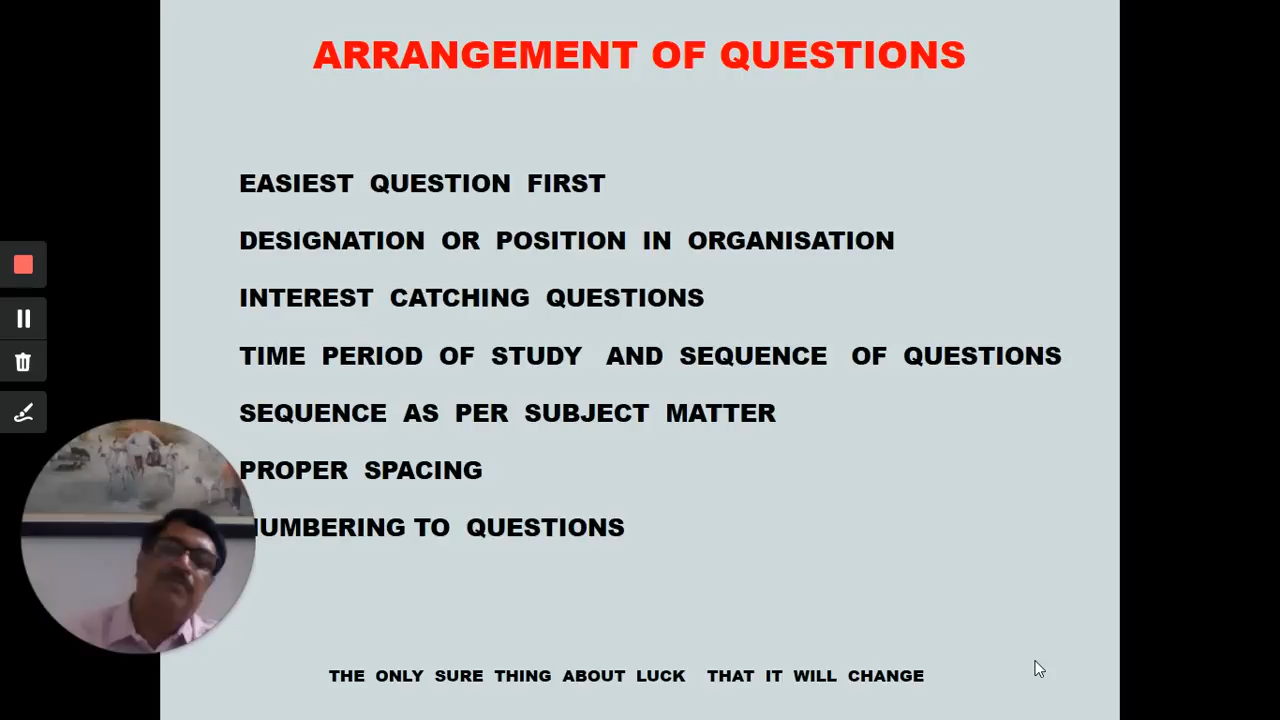 ARRANGEMENT OF QUESTIONS
EASIEST QUESTION FIRST
DESIGNATION OR POSITION IN ORGANISATION
INTEREST CATCHING QUESTIONS
TIME PERIOD OF STUDY AND SEQUENCE OF QUESTIONS
SEQUENCE AS PER SUBJECT MATTER
PROPER SPACING
NUMBERING TO QUESTIONS
THE ONLY SURE THING ABOUT LUCK THAT IT WILL CHANGE